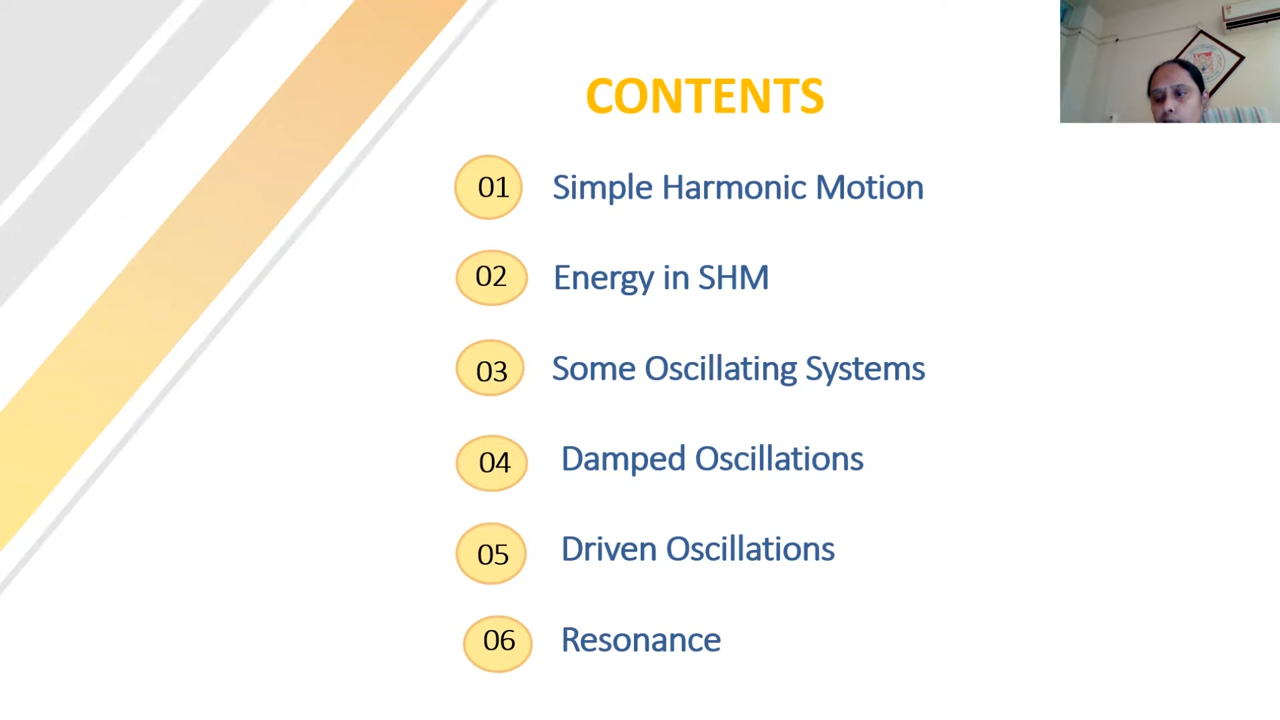 CONTENTS
01 Simple Harmonic Motion
02 Energy in SHM
03 Some Oscillating Systems
04 Damped Oscillations
05 Driven Oscillations
06 Resonance